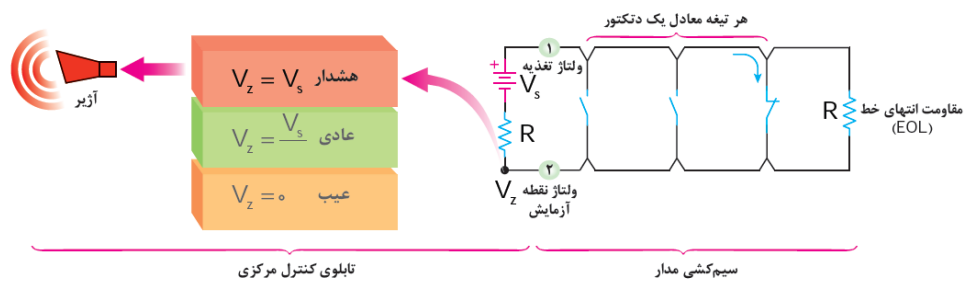 هر تیغه معادل یک دتکتور
۱
ولتاژ تغذیه
+
Vs
R
۲
Vz
ولتاژ نقطه
آزمایش
R
مقاومت انتهای خط
(EOL)
هشدار Vz = Vs
عادی Vz = Vs
عیب Vz = ۰
آژیر
سیم‌کشی مدار
تابلوی کنترل مرکزی